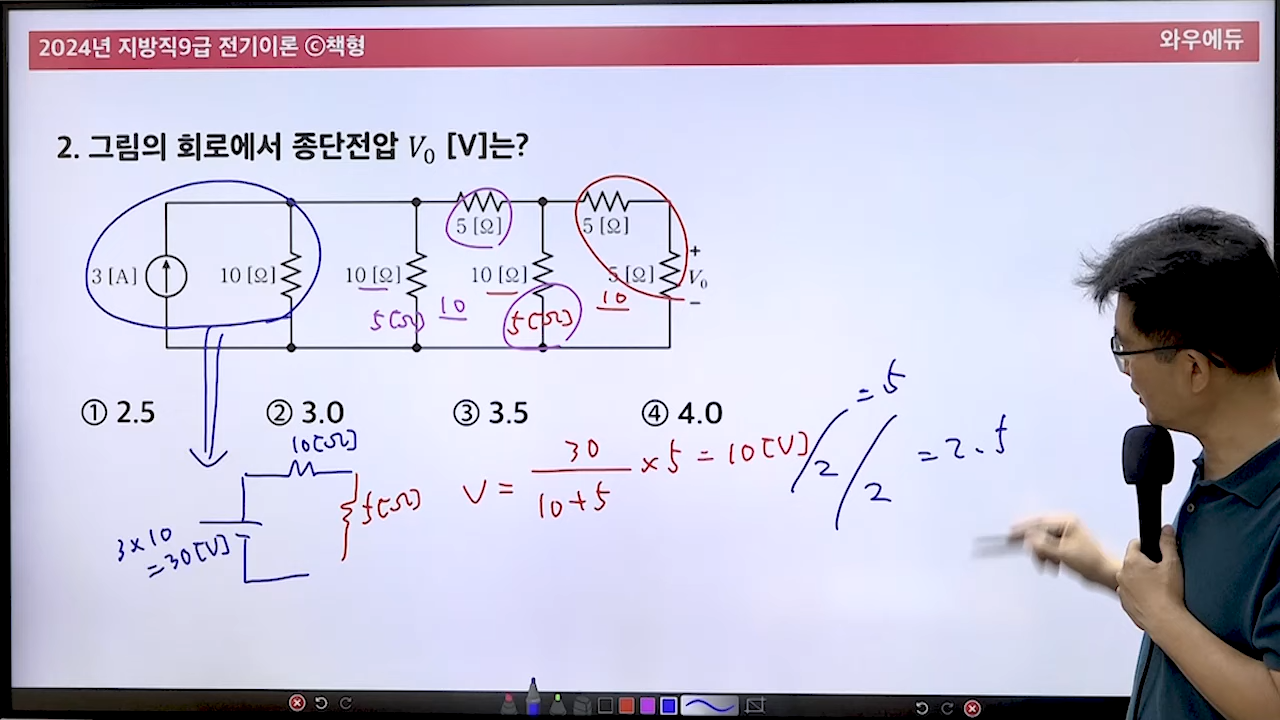 2024년 지방직9급 전기이론 ⓒ책형
와우에듀
2. 그림의 회로에서 종단전압 V₀ [V]는?
5 [Ω]
5 [Ω]
3 [A]
10 [Ω]
10 [Ω]
10 [Ω]
5 [Ω]
+
V₀
−
5[Ω]
10
5[Ω]
10
① 2.5
② 3.0
③ 3.5
④ 4.0
10[Ω]
3×10
=30[V]
5[Ω]
V = 30/(10+5) ×5 = 10[V]
/2
= 5
/2
= 2.5